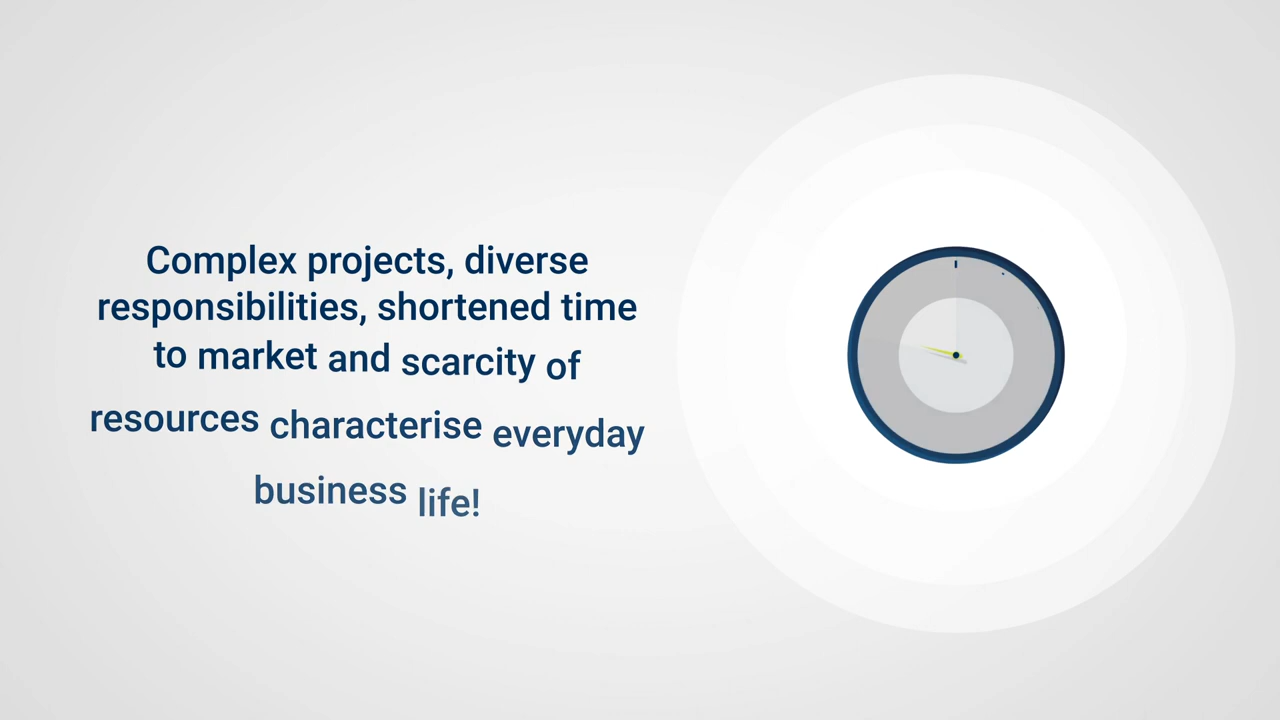 Complex projects, diverse
responsibilities, shortened time
to market and scarcity of
resources characterise everyday
business life!